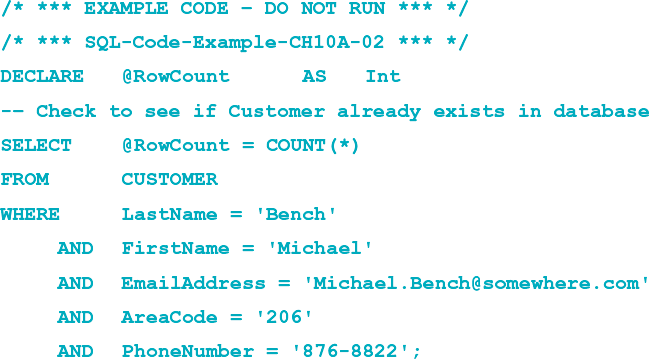 /* *** EXAMPLE CODE – DO NOT RUN *** */
/* *** SQL-Code-Example-CH10A-02 *** */
DECLARE @RowCount AS Int
-- Check to see if Customer already exists in database
SELECT @RowCount = COUNT(*)
FROM CUSTOMER
WHERE LastName = 'Bench'
AND FirstName = 'Michael'
AND EmailAddress = 'Michael.Bench@somewhere.com'
AND AreaCode = '206'
AND PhoneNumber = '876-8822';